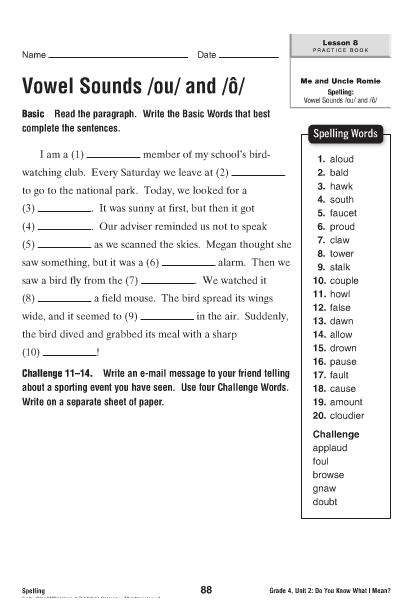 Name Date
Lesson 8
PRACTICE BOOK
Me and Uncle Romie
Spelling:
Vowel Sounds /ou/ and /ô/
Vowel Sounds /ou/ and /ô/
Basic Read the paragraph. Write the Basic Words that best
complete the sentences.
I am a (1) ________ member of my school's bird-
watching club. Every Saturday we leave at (2) ________
to go to the national park. Today, we looked for a
(3) ________. It was sunny at first, but then it got
(4) ________. Our adviser reminded us not to speak
(5) ________ as we scanned the skies. Megan thought she
saw something, but it was a (6) ________ alarm. Then we
saw a bird fly from the (7) ________. We watched it
(8) ________ a field mouse. The bird spread its wings
wide, and it seemed to (9) ________ in the air. Suddenly,
the bird dived and grabbed its meal with a sharp
(10) ________!
Challenge 11–14. Write an e-mail message to your friend telling
about a sporting event you have seen. Use four Challenge Words.
Write on a separate sheet of paper.
Spelling Words
1. aloud
2. bald
3. hawk
4. south
5. faucet
6. proud
7. claw
8. tower
9. stalk
10. couple
11. howl
12. false
13. dawn
14. allow
15. drown
16. pause
17. fault
18. cause
19. amount
20. cloudier
Challenge
applaud
foul
browse
gnaw
doubt
Spelling
88
Grade 4, Unit 2: Do You Know What I Mean?